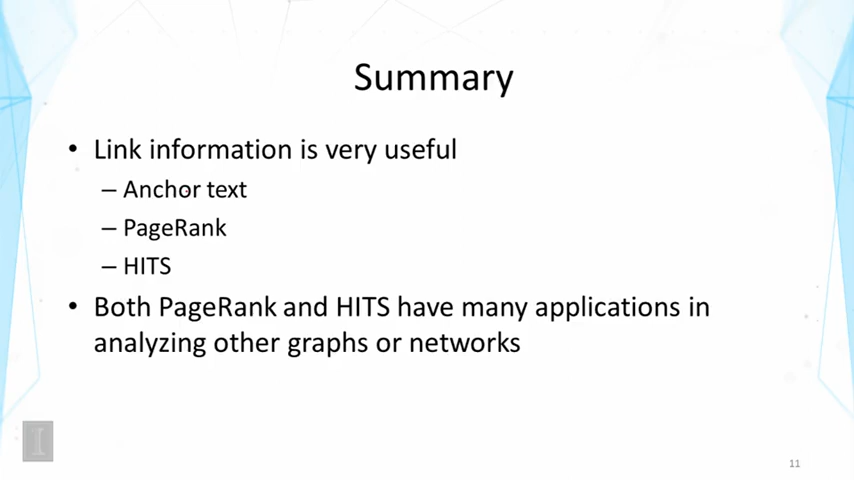 Summary
• Link information is very useful
– Anchor text
– PageRank
– HITS
• Both PageRank and HITS have many applications in
analyzing other graphs or networks
I
11